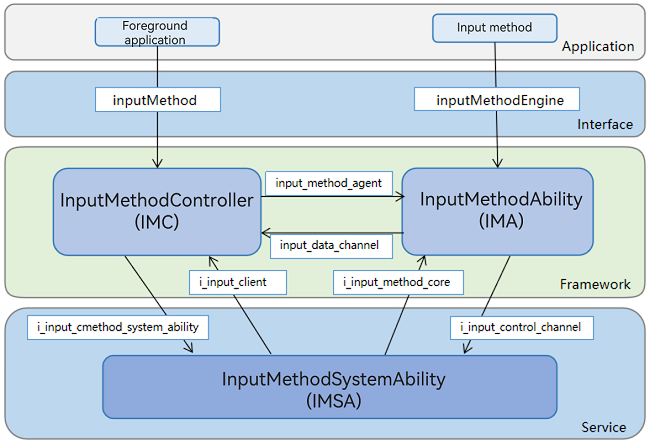 Foreground
application
Input method
Application
inputMethod
inputMethodEngine
Interface
InputMethodController
(IMC)
input_method_agent
InputMethodAbility
(IMA)
input_data_channel
i_input_client
i_input_method_core
Framework
i_input_cmethod_system_ability
i_input_control_channel
InputMethodSystemAbility
(IMSA)
Service